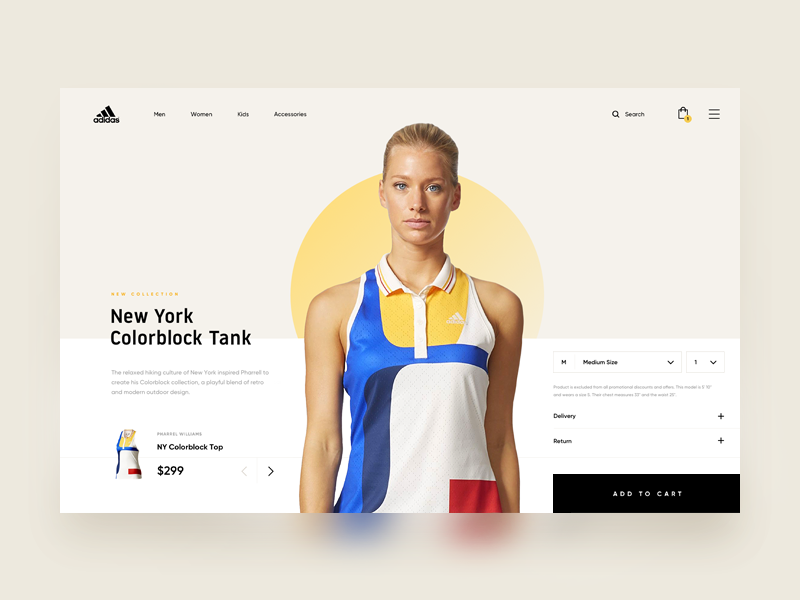 adidas
Men
Women
Kids
Accessories
Search
1
NEW COLLECTION
New York
Colorblock Tank
The relaxed hiking culture of New York inspired Pharrell to
create his Colorblock collection, a playful blend of retro
and modern outdoor design.
PHARREL WILLIAMS
NY Colorblock Top
$299
M
Medium Size
1
Product is excluded from all promotional discounts and offers. This model is 5' 10"
and wears a size S. Their chest measures 23" and the waist 25".
Delivery
Return
ADD TO CART